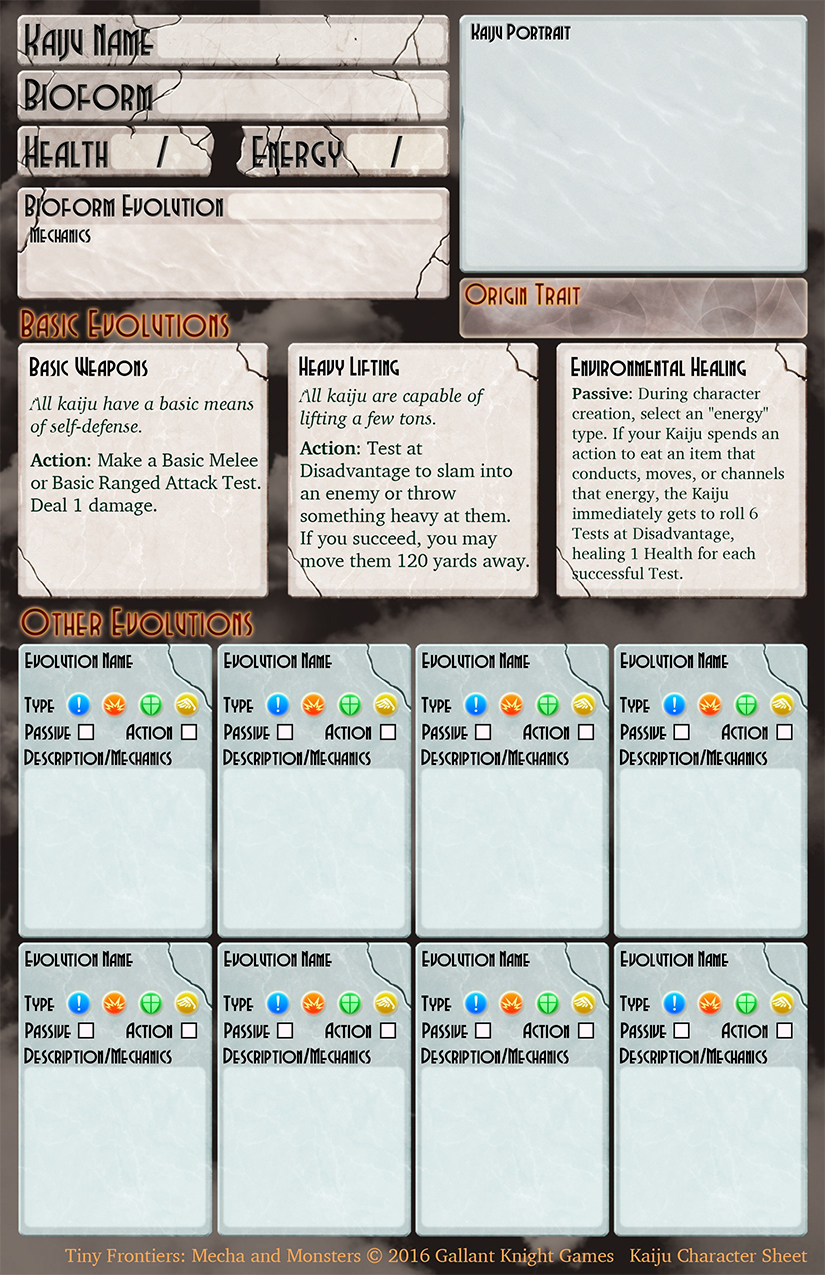 Kaiju Name
Kaiju Portrait
Bioform
Health /
Energy /
Bioform Evolution
Mechanics
Origin Trait
Basic Evolutions
Basic Weapons
All kaiju have a basic means
of self-defense.
Action: Make a Basic Melee
or Basic Ranged Attack Test.
Deal 1 damage.
Heavy Lifting
All kaiju are capable of
lifting a few tons.
Action: Test at
Disadvantage to slam into
an enemy or throw
something heavy at them.
If you succeed, you may
move them 120 yards away.
Environmental Healing
Passive: During character
creation, select an "energy"
type. If your Kaiju spends an
action to eat an item that
conducts, moves, or channels
that energy, the Kaiju
immediately gets to roll 6
Tests at Disadvantage,
healing 1 Health for each
successful Test.
Other Evolutions
Evolution Name
Type !
Passive Action
Description/Mechanics
Evolution Name
Type !
Passive Action
Description/Mechanics
Evolution Name
Type !
Passive Action
Description/Mechanics
Evolution Name
Type !
Passive Action
Description/Mechanics
Evolution Name
Type !
Passive Action
Description/Mechanics
Evolution Name
Type !
Passive Action
Description/Mechanics
Evolution Name
Type !
Passive Action
Description/Mechanics
Evolution Name
Type !
Passive Action
Description/Mechanics
Tiny Frontiers: Mecha and Monsters © 2016 Gallant Knight Games Kaiju Character Sheet